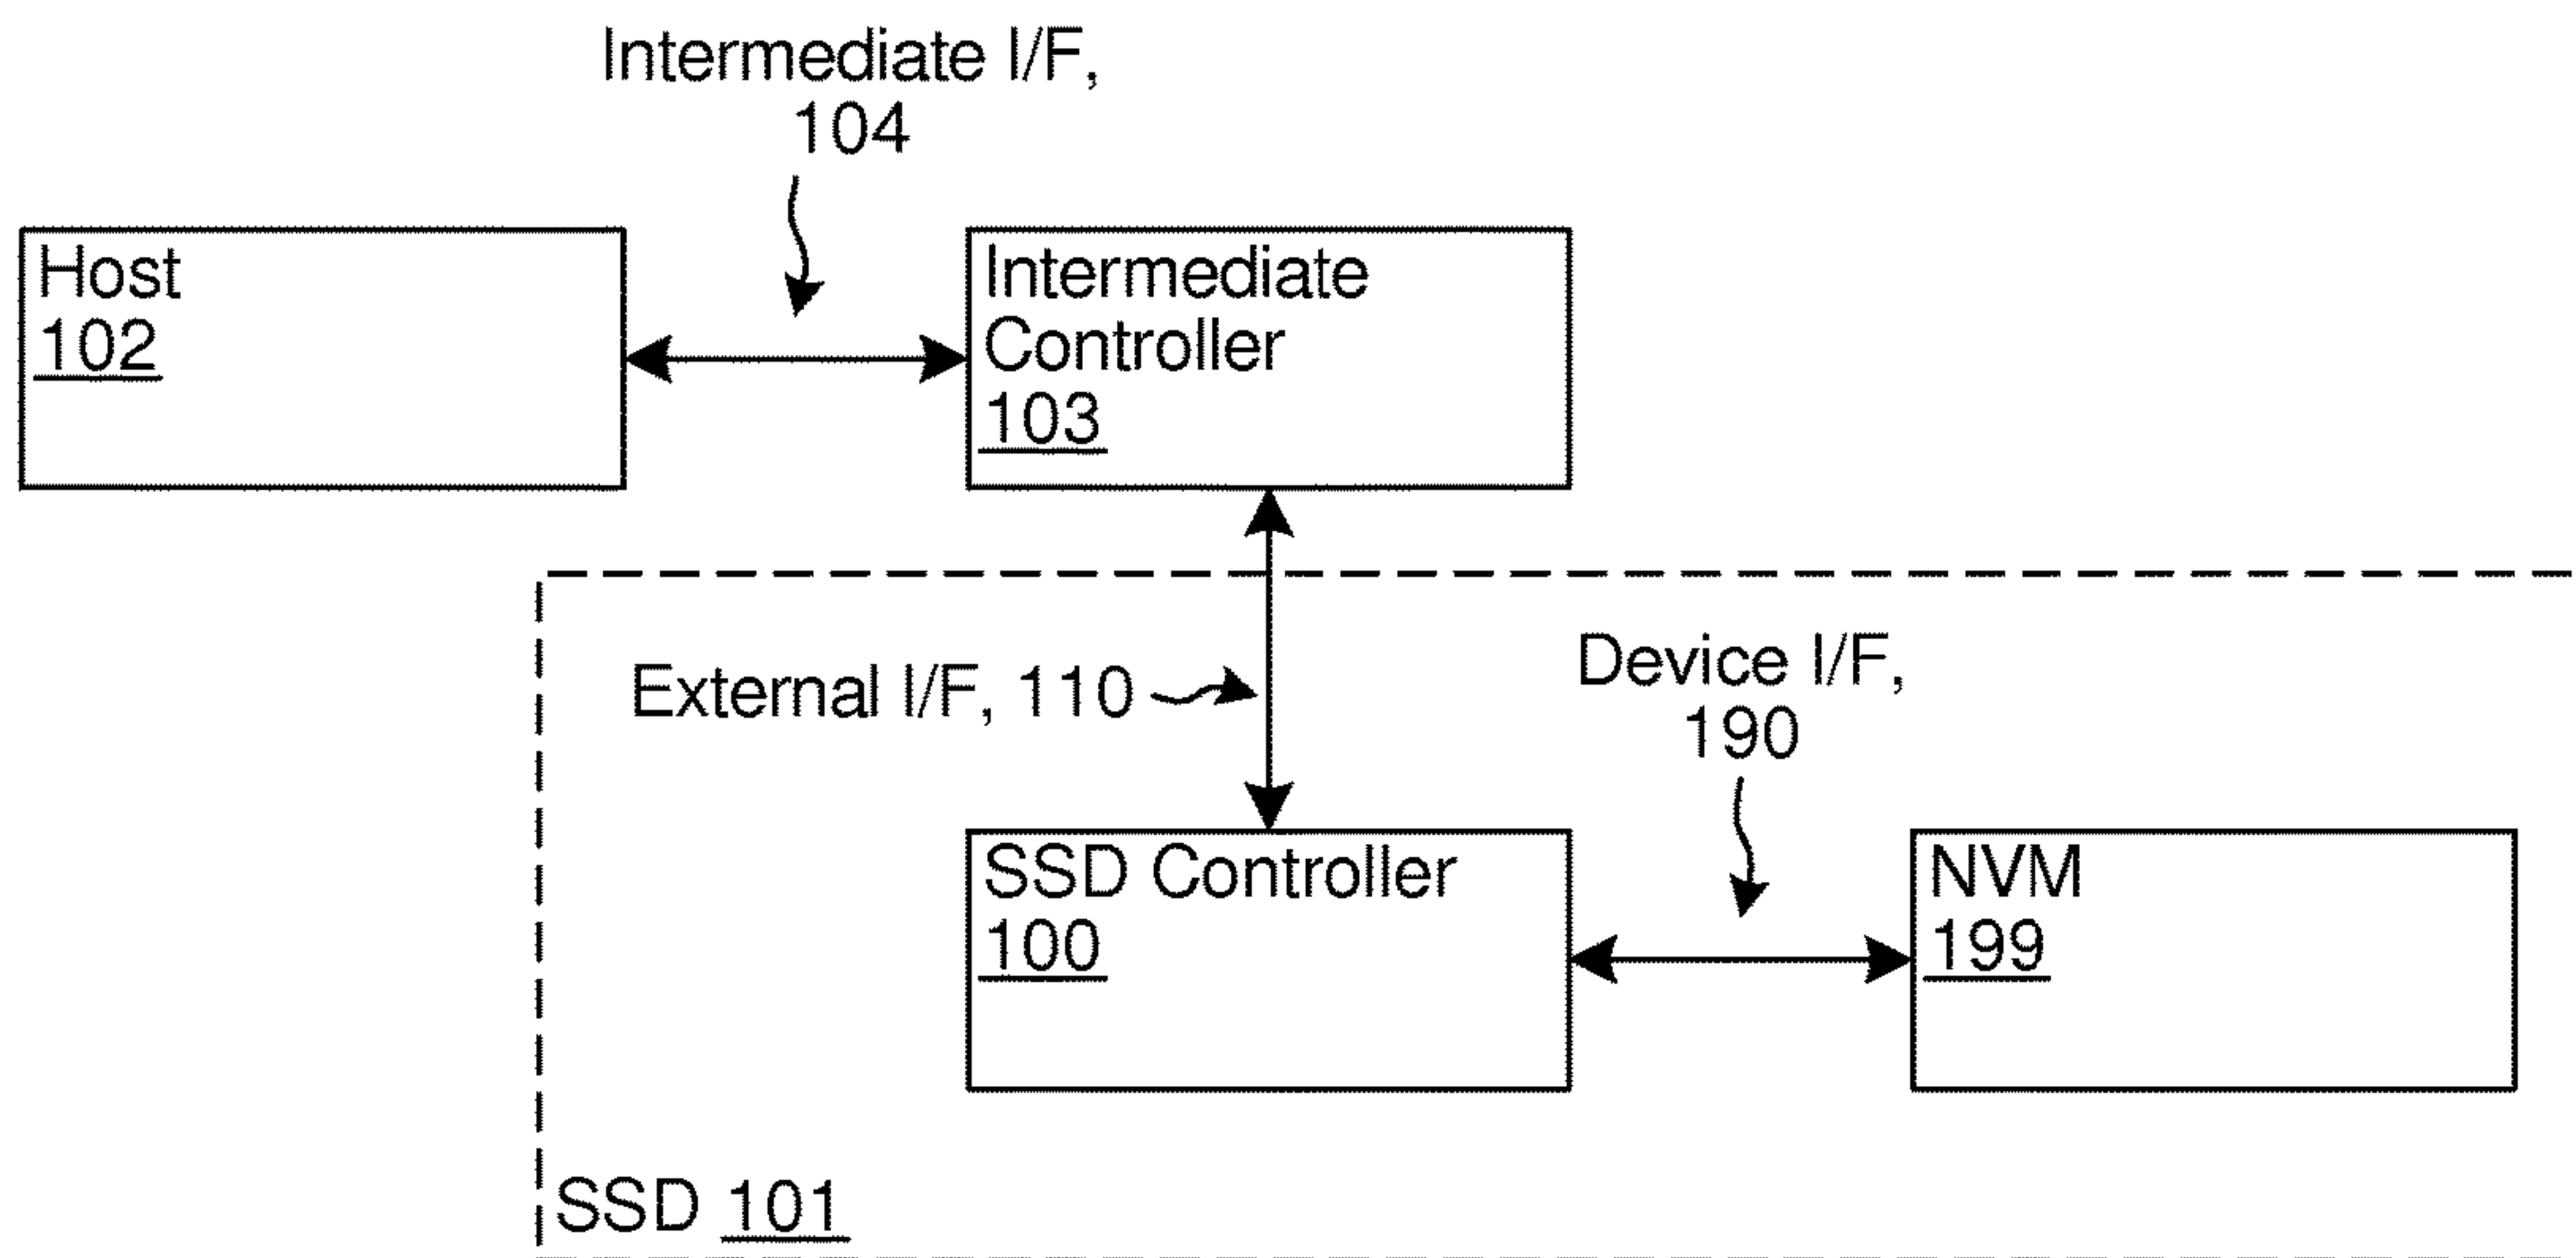 Intermediate I/F,
104
Host
102
Intermediate
Controller
103
External I/F, 110
Device I/F,
190
SSD Controller
100
NVM
199
SSD 101